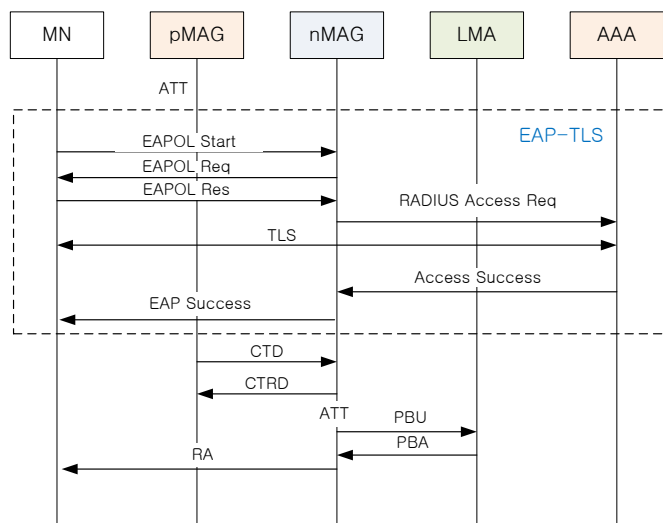 MN
pMAG
nMAG
LMA
AAA
ATT
EAP-TLS
EAPOL Start
EAPOL Req
EAPOL Res
RADIUS Access Req
TLS
Access Success
EAP Success
CTD
CTRD
ATT
PBU
PBA
RA